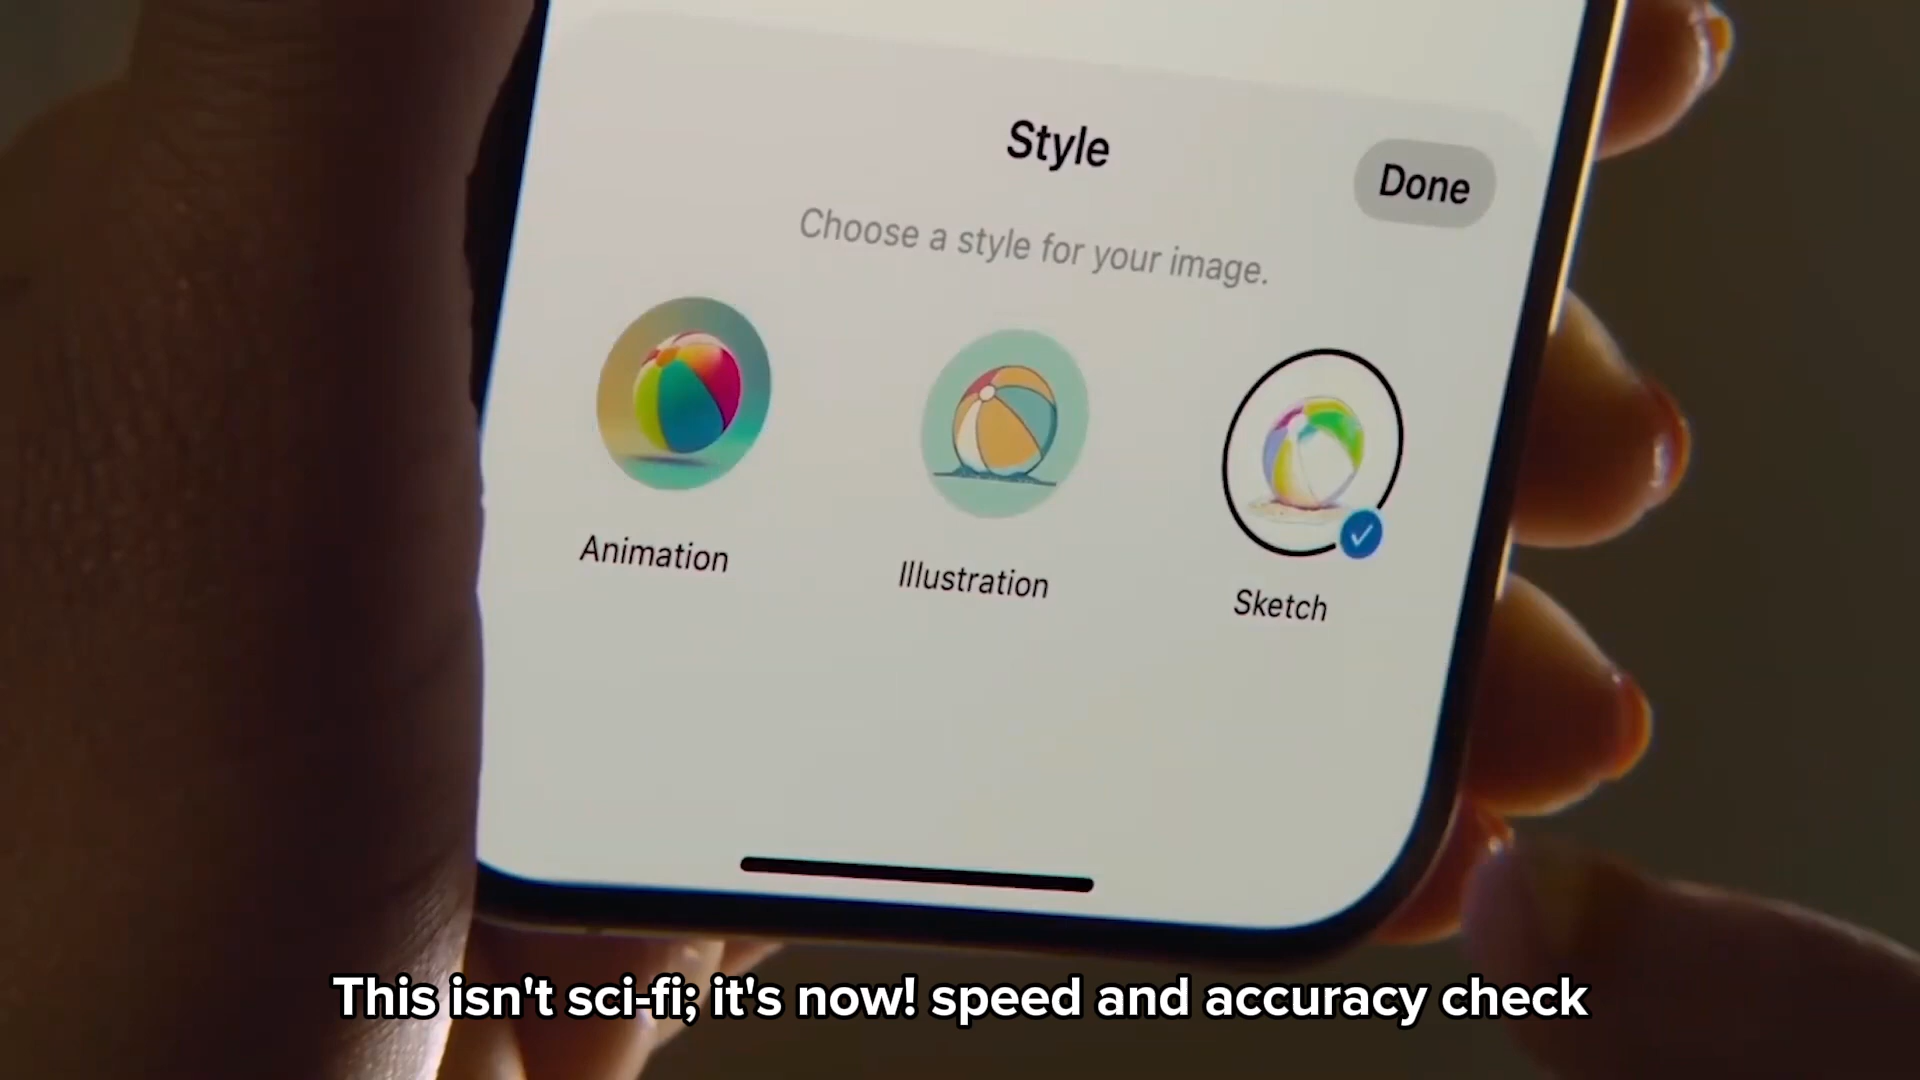 Style
Done
Choose a style for your image.
Animation
Illustration
Sketch
This isn't sci-fi; it's now! speed and accuracy check